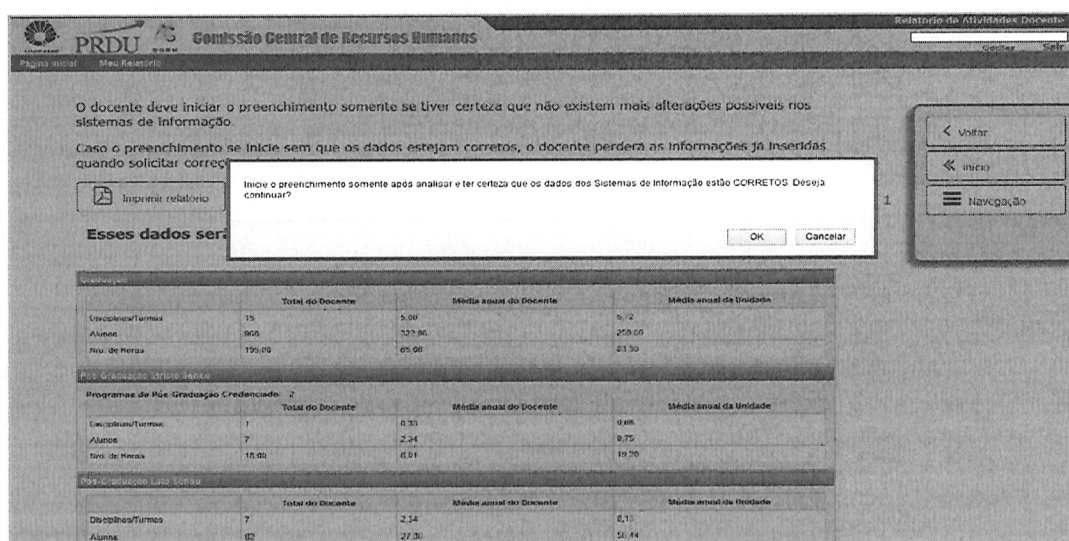 Relatório de Atividades Docente
PRDU
Comissão Central de Recursos Humanos
Sair
Página inicial Meu Relatório
O docente deve iniciar o preenchimento somente se tiver certeza que não existem mais alterações possíveis nos
sistemas de informação.
Caso o preenchimento se inicie sem que os dados estejam corretos, o docente perderá as informações já inseridas
quando solicitar correç
Inicie o preenchimento somente após analisar e ter certeza que os dados dos Sistemas de Informação estão CORRETOS. Deseja
continuar?
OK Cancelar
Imprimir relatório
1
Voltar
Início
Navegação
Esses dados ser
Graduação
Total do Docente Média anual do Docente Média anual da Unidade
Disciplinas/Turmas 15 5,00 5,72
Alunos
Nro. de Horas
Pós-Graduação Stricto Sensu
Programas de Pós-Graduação Credenciado: 2
Total do Docente Média anual do Docente Média anual da Unidade
Disciplinas/Turmas 1 0,33
Alunos 7 2,34 8,75
Nro. de Horas 18,00 6,01 19,20
Pós-Graduação Lato Sensu
Total do Docente Média anual do Docente Média anual da Unidade
Disciplinas/Turmas 7 2,34 8,13
Alunos 82